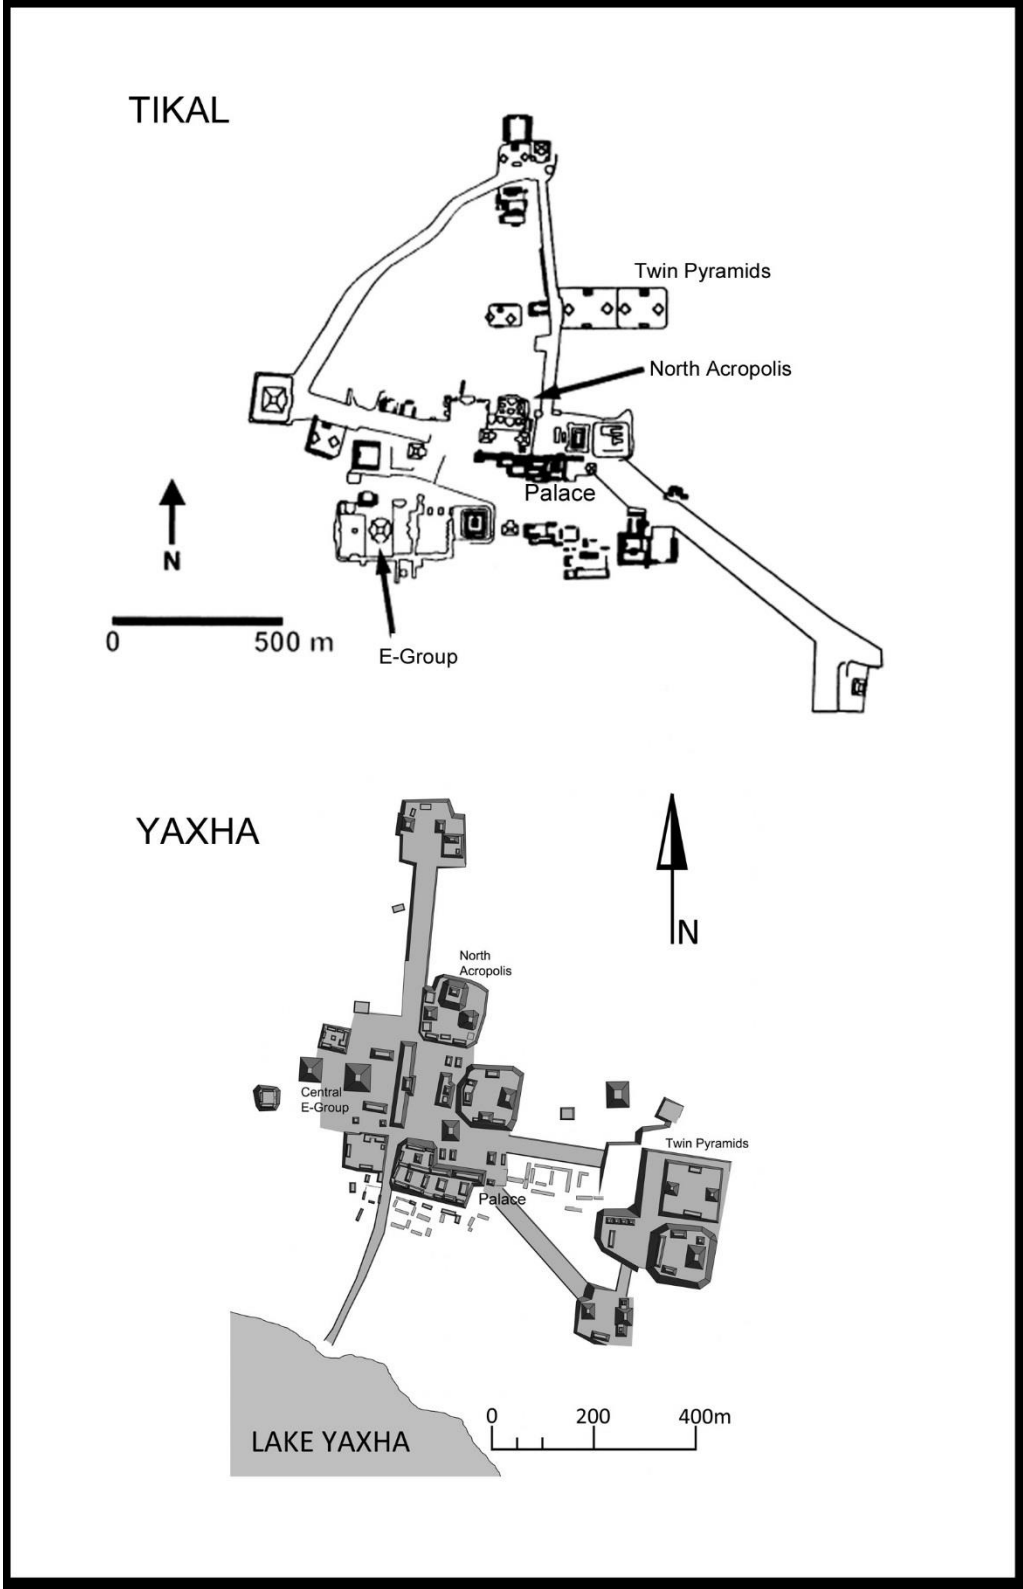 TIKAL
Twin Pyramids
North Acropolis
Palace
N
0 500 m
E-Group
YAXHA
N
North
Acropolis
Central
E-Group
Twin Pyramids
Palace
0 200 400m
LAKE YAXHA